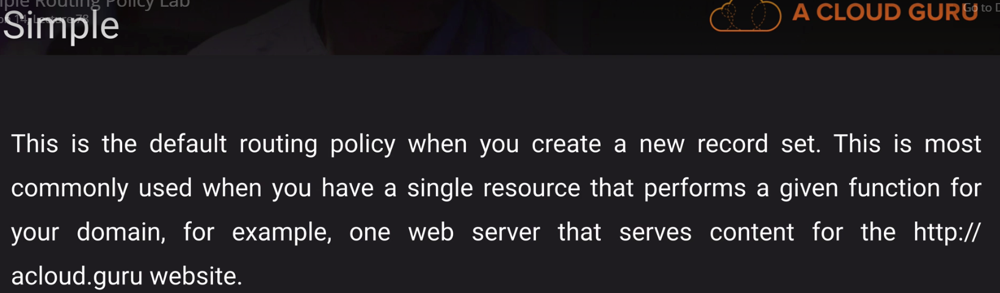 ple Routing Policy Lab
14, Lecture 78
Go to D
Simple
A CLOUD GURU
This is the default routing policy when you create a new record set. This is most
commonly used when you have a single resource that performs a given function for
your domain, for example, one web server that serves content for the http://
acloud.guru website.